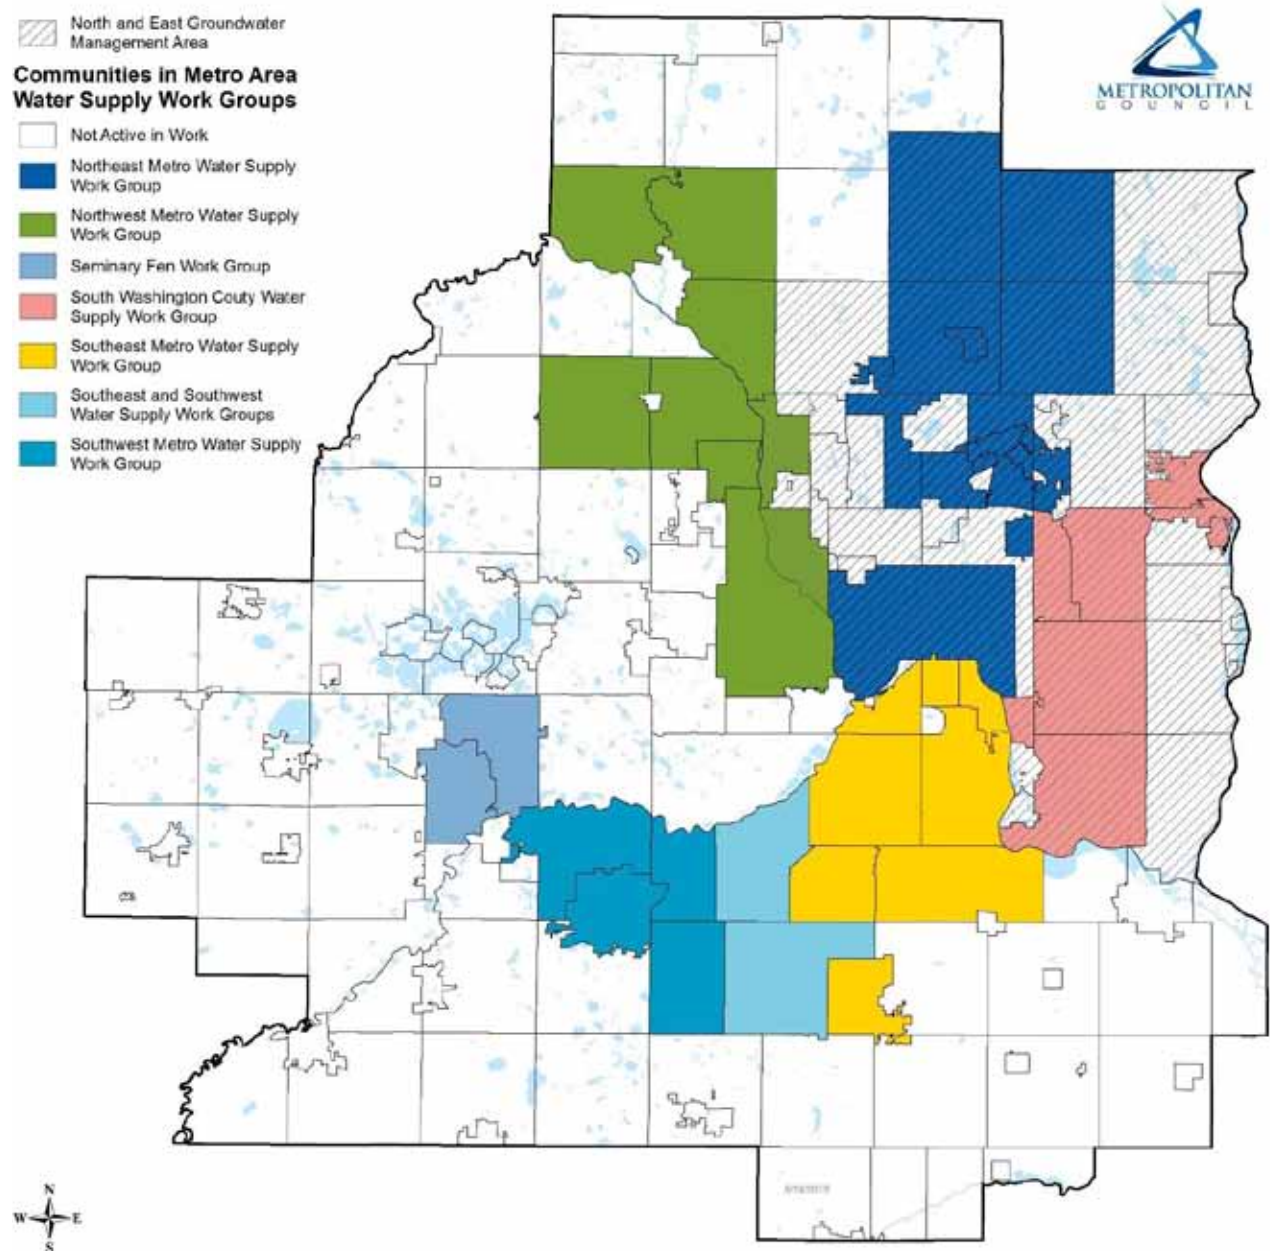 North and East Groundwater
Management Area
Communities in Metro Area
Water Supply Work Groups
Not Active in Work
Northeast Metro Water Supply
Work Group
Northwest Metro Water Supply
Work Group
Seminary Fen Work Group
South Washington Couty Water
Supply Work Group
Southeast Metro Water Supply
Work Group
Southeast and Southwest
Water Supply Work Groups
Southwest Metro Water Supply
Work Group
METROPOLITAN
COUNCIL
N
W E
S